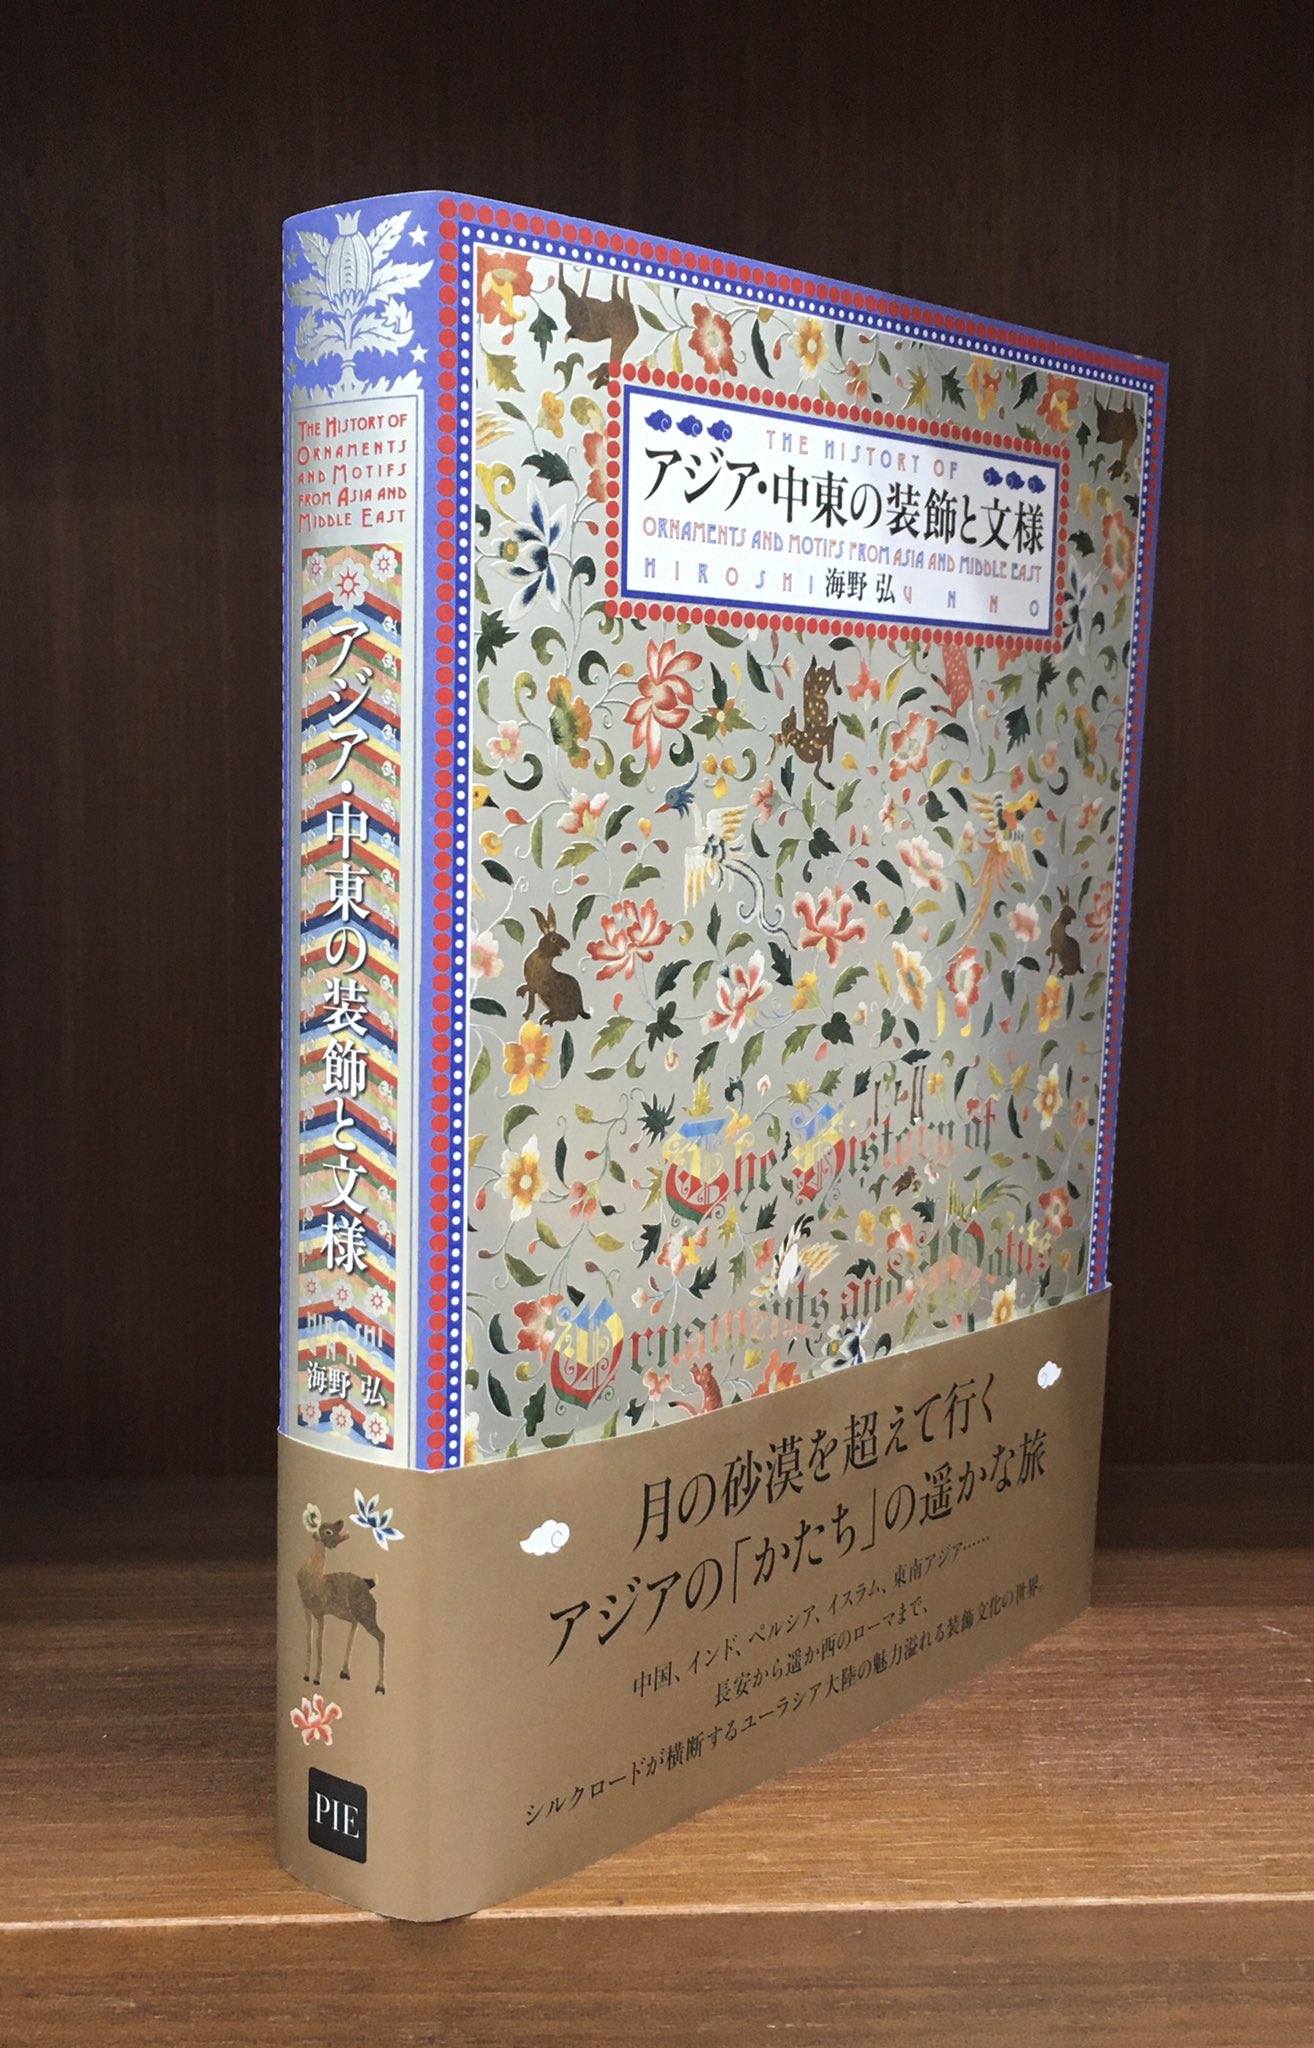 THE HISTORY OF
ORNAMENTS
AND MOTIFS
FROM ASIA AND
MIDDLE EAST
アジア・中東の装飾と文様
HIROSHI
UNNO
海野 弘
PIE
THE HISTORY OF
アジア・中東の装飾と文様
ORNAMENTS AND MOTIFS FROM ASIA AND MIDDLE EAST
HIROSHI 海野 弘 UNNO
The History of
Ornaments and Motifs
月の砂漠を超えて行く
アジアの「かたち」の遥かな旅
中国、インド、ペルシア、イスラム、東南アジア……
長安から遥か西のローマまで、
シルクロードが横断するユーラシア大陸の魅力溢れる装飾文化の世界。